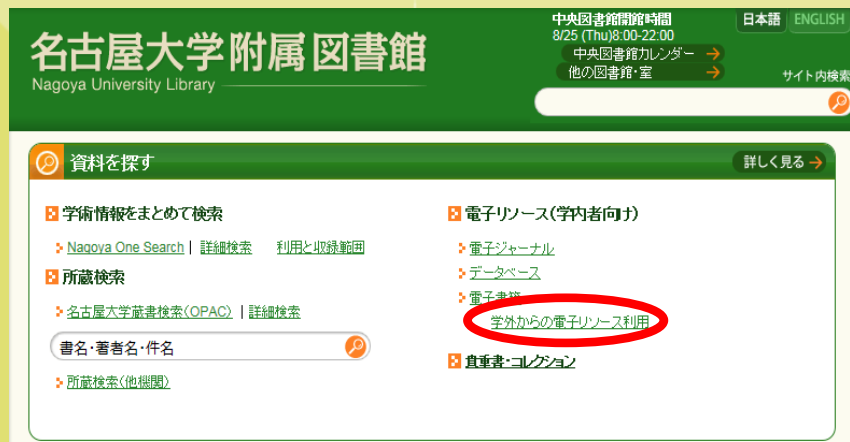 名古屋大学附属図書館
Nagoya University Library
中央図書館開館時間
8/25 (Thu)8:00-22:00
中央図書館カレンダー
他の図書館・室
日本語 ENGLISH
サイト内検索
資料を探す
詳しく見る
学術情報をまとめて検索
Nagoya One Search | 詳細検索 利用と収録範囲
所蔵検索
名古屋大学蔵書検索(OPAC) | 詳細検索
書名・著者名・件名
所蔵検索(他機関)
電子リソース(学内者向け)
電子ジャーナル
データベース
電子書籍
学外からの電子リソース利用
貴重書・コレクション